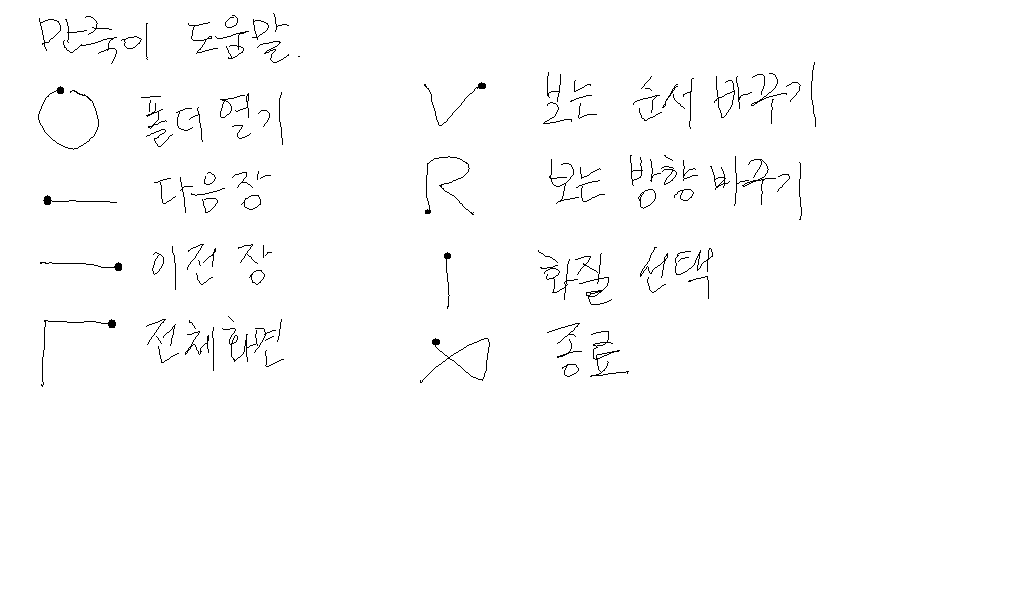 만죽이 도움말.
폴더 열기
다음장
이전 장
전체화면
보는 순서 바꾸기
보는 방향 바꾸기
화질 선택
종료